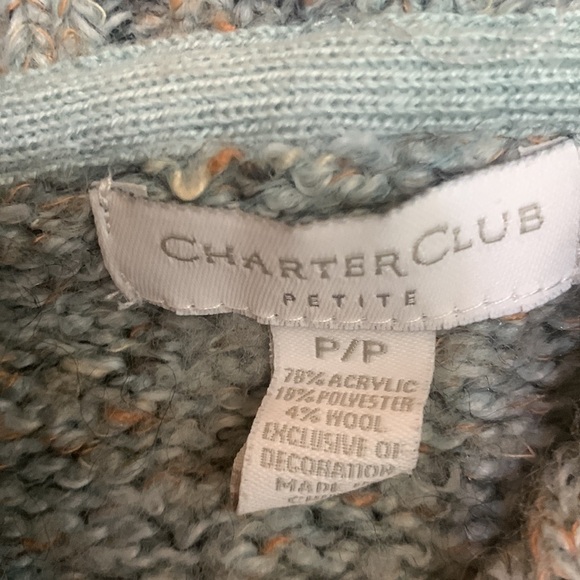 CHARTER CLUB
PETITE
P/P
78% ACRYLIC
18% POLYESTER
4% WOOL
EXCLUSIVE OF
DECORATION
MADE